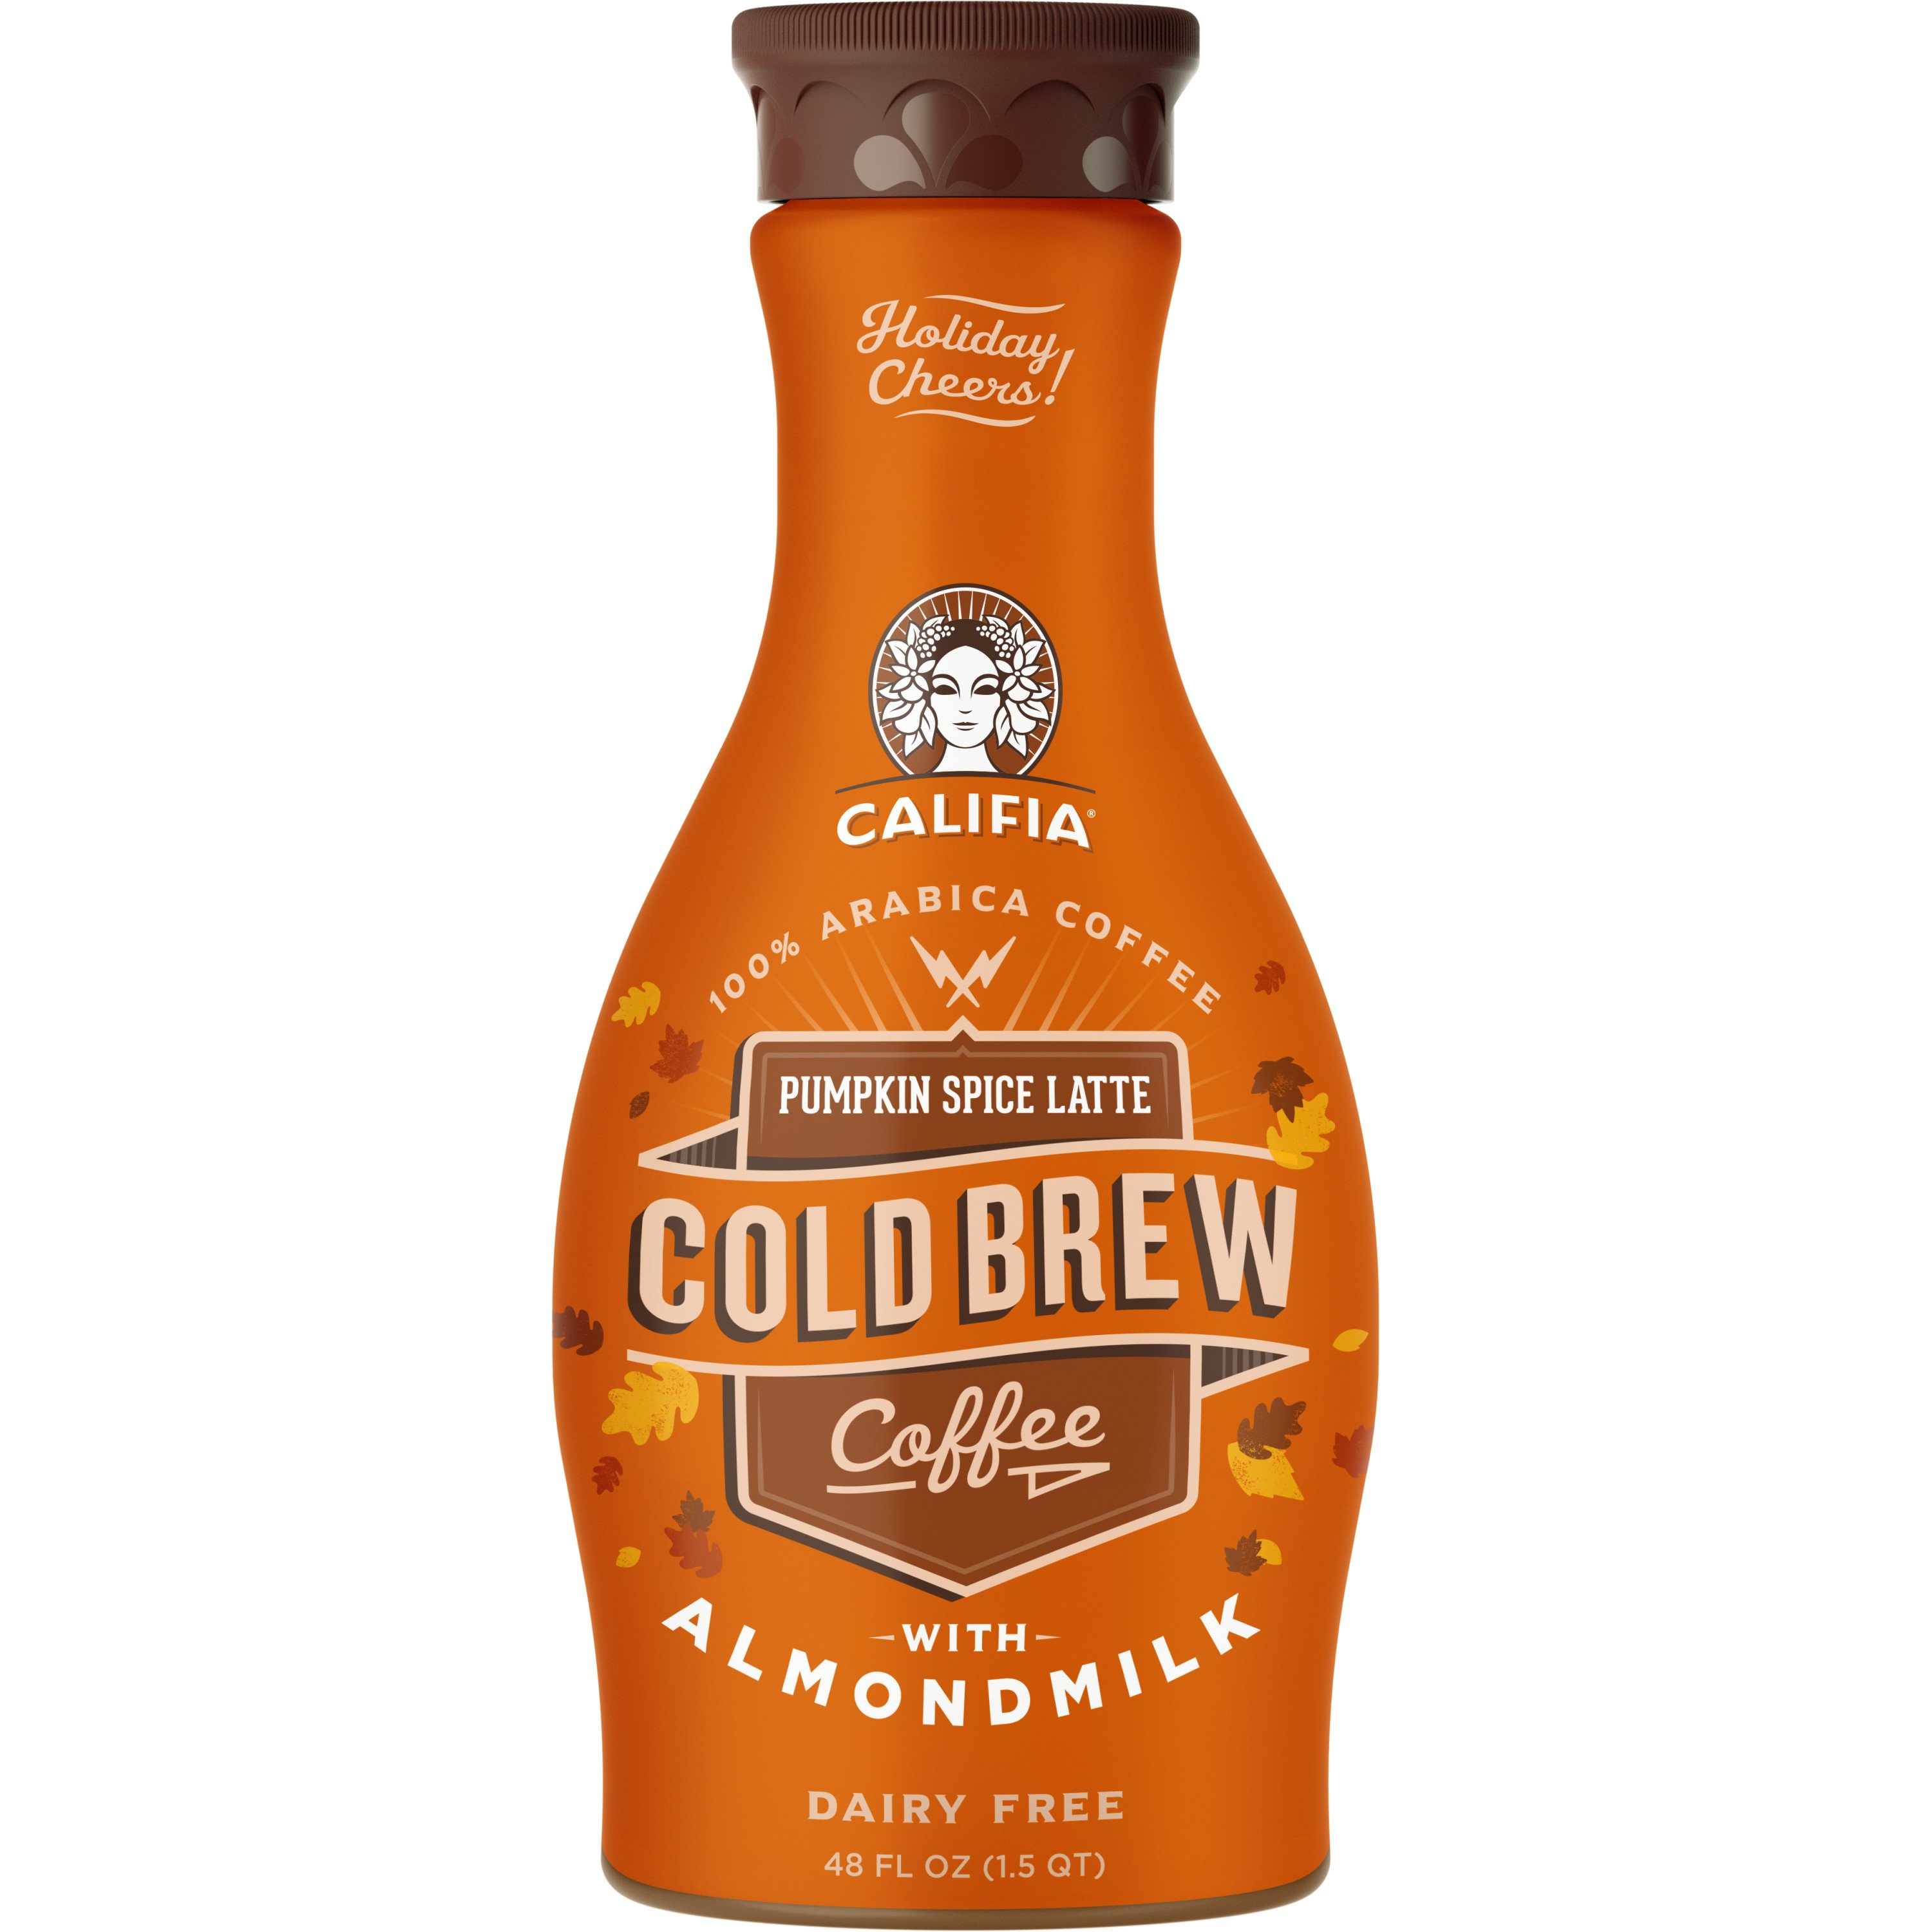 Holiday
Cheers!
CALIFIA®
100% ARABICA COFFEE
PUMPKIN SPICE LATTE
COLD BREW
Coffee
WITH
ALMONDMILK
DAIRY FREE
48 FL OZ (1.5 QT)